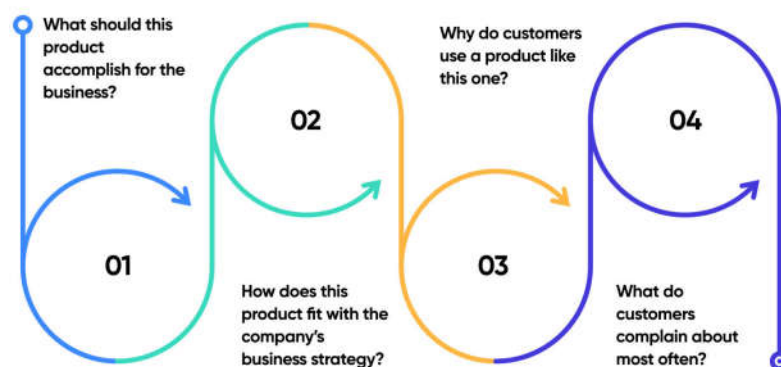 What should this
product
accomplish for the
business?
01
02
How does this
product fit with the
company's
business strategy?
Why do customers
use a product like
this one?
03
04
What do
customers
complain about
most often?